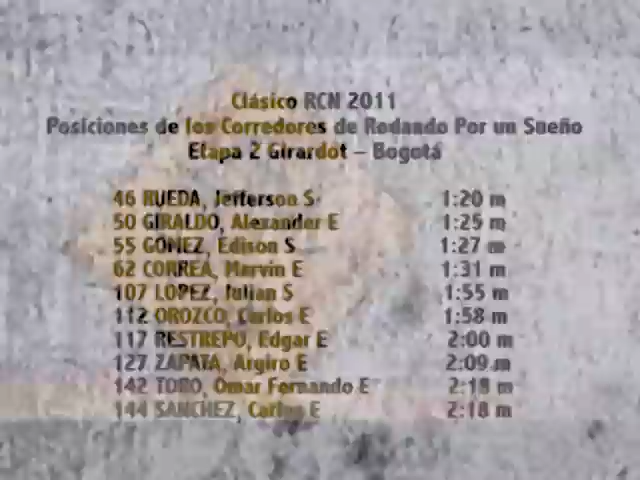 Clásico RCN 2011
Posiciones de los Corredores de Rodando Por un Sueño
Etapa 2 Girardot – Bogotá
46 RUEDA, Jefferson S 1:20 m
50 GIRALDO, Alexander E 1:25 m
55 GOMEZ, Edison S 1:27 m
62 CORREA, Marvin E 1:31 m
107 LOPEZ, Julian S 1:55 m
112 OROZCO, Carlos E 1:58 m
117 RESTREPO, Edgar E 2:00 m
127 ZAPATA, Argiro E 2:09 m
142 TORO, Omar Fernando E 2:18 m
144 SANCHEZ, Carlos E 2:18 m